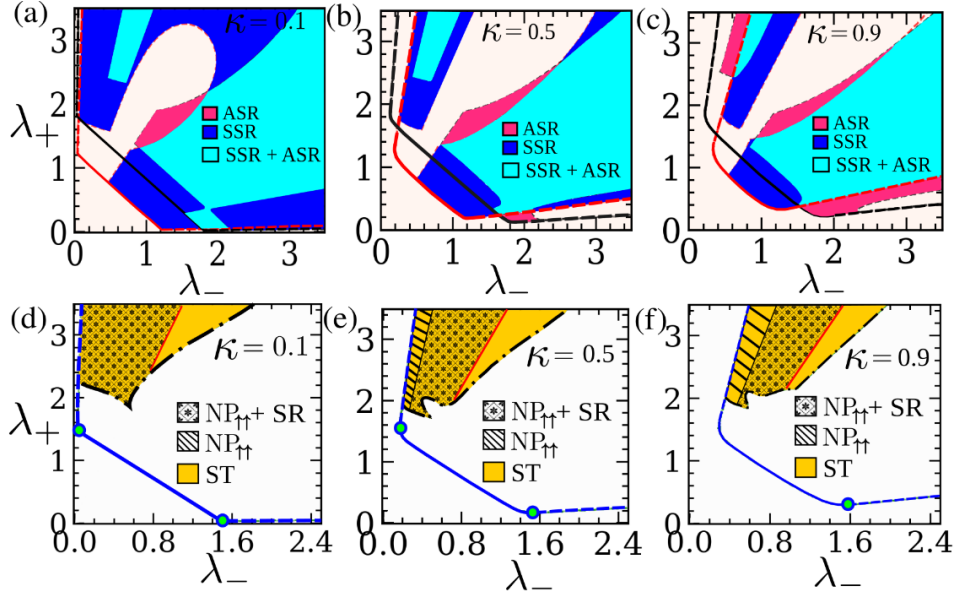 (a) κ = 0.1
ASR
SSR
SSR + ASR
λ+
3
2
1
0
0 1 2 3
λ−
(b) κ = 0.5
ASR
SSR
SSR + ASR
3
2
1
0
0 1 2 3
λ−
(c) κ = 0.9
ASR
SSR
SSR + ASR
3
2
1
0
0 1 2 3
λ−
(d) κ = 0.1
NP↑↑+ SR
NP↑↑
ST
λ+
3
2
1
0
0.0 0.8 1.6 2.4
λ−
(e) κ = 0.5
NP↑↑+ SR
NP↑↑
ST
3
2
1
0
0.0 0.8 1.6 2.4
λ−
(f) κ = 0.9
NP↑↑+ SR
NP↑↑
ST
3
2
1
0
0.0 0.8 1.6 2.4
λ−